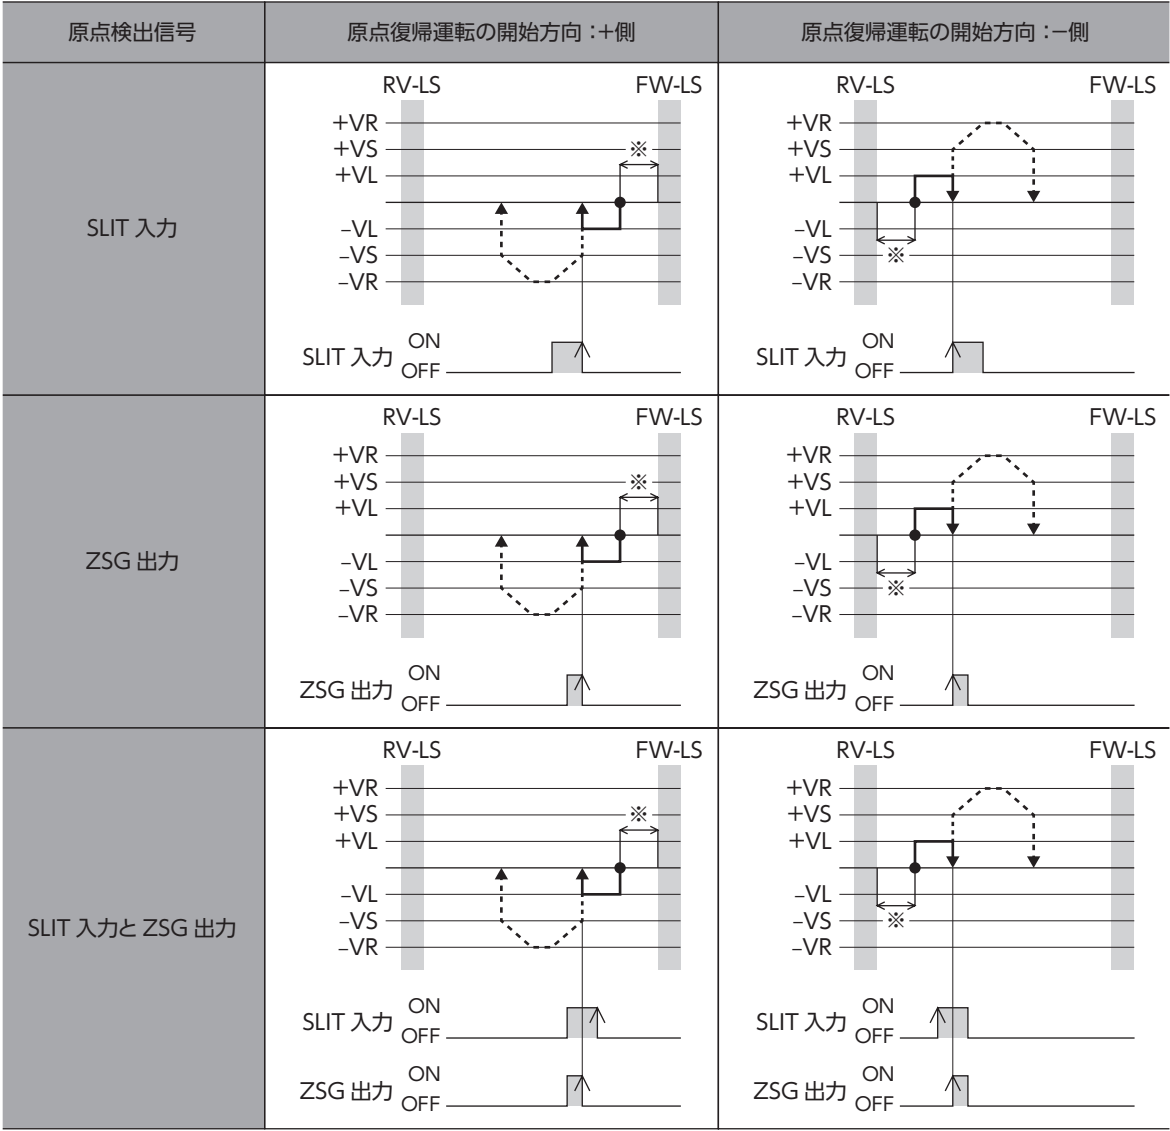 原点検出信号 原点復帰運転の開始方向：+側 原点復帰運転の開始方向：−側
SLIT 入力
RV-LS FW-LS
+VR
+VS ※
+VL
−VL
−VS
−VR
SLIT 入力 ON
OFF
RV-LS FW-LS
+VR
+VS
+VL
−VL
−VS ※
−VR
SLIT 入力 ON
OFF
ZSG 出力
RV-LS FW-LS
+VR
+VS ※
+VL
−VL
−VS
−VR
ZSG 出力 ON
OFF
RV-LS FW-LS
+VR
+VS
+VL
−VL
−VS ※
−VR
ZSG 出力 ON
OFF
SLIT 入力と ZSG 出力
RV-LS FW-LS
+VR
+VS ※
+VL
−VL
−VS
−VR
SLIT 入力 ON
OFF
ZSG 出力 ON
OFF
RV-LS FW-LS
+VR
+VS
+VL
−VL
−VS ※
−VR
SLIT 入力 ON
OFF
ZSG 出力 ON
OFF